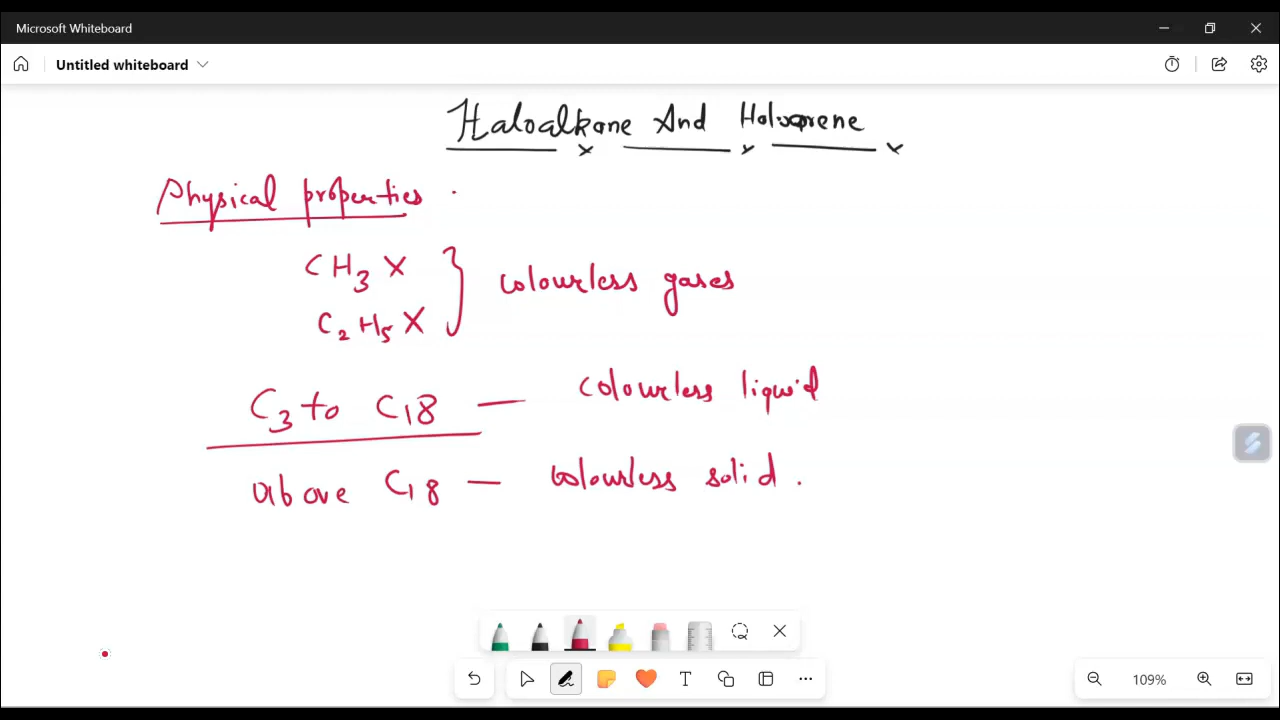 Microsoft Whiteboard
Untitled whiteboard
Haloalkane And Haloarene
Physical properties
CH3X
C2H5X
colourless gases
C3 to C18 — colourless liquid
above C18 — colourless solid.
T
109%